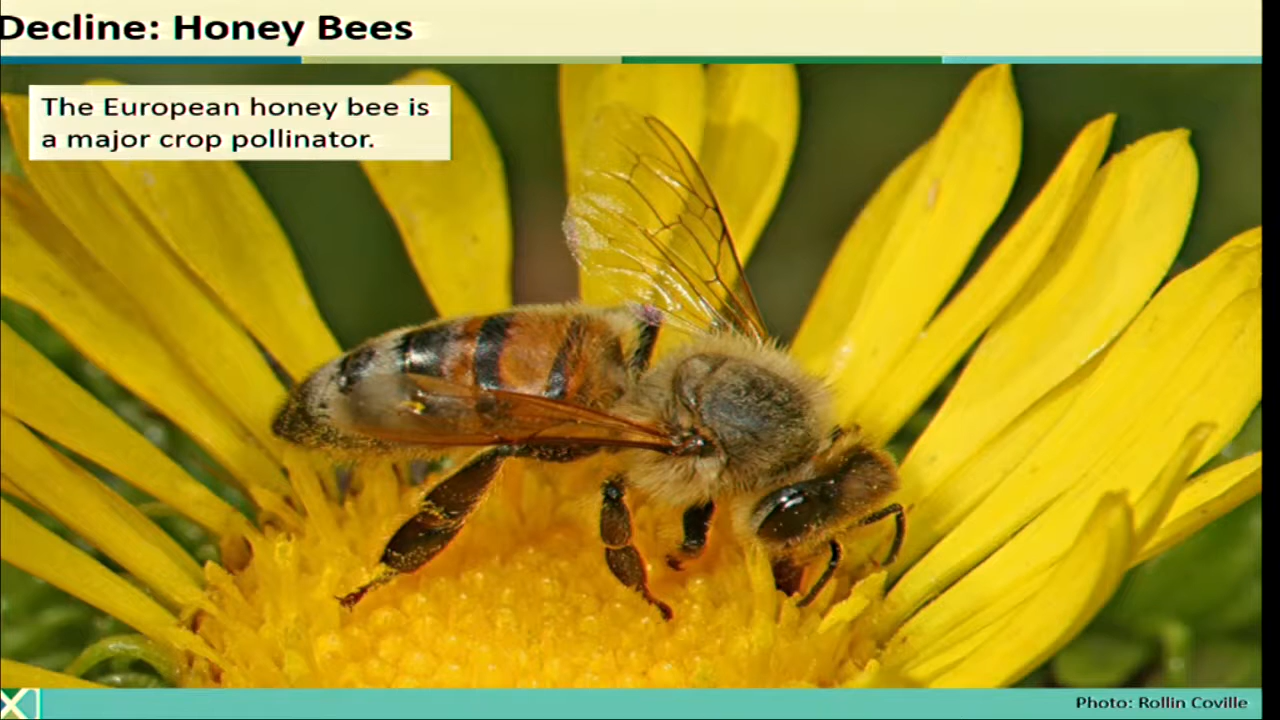 Decline: Honey Bees
The European honey bee is
a major crop pollinator.
Photo: Rollin Coville